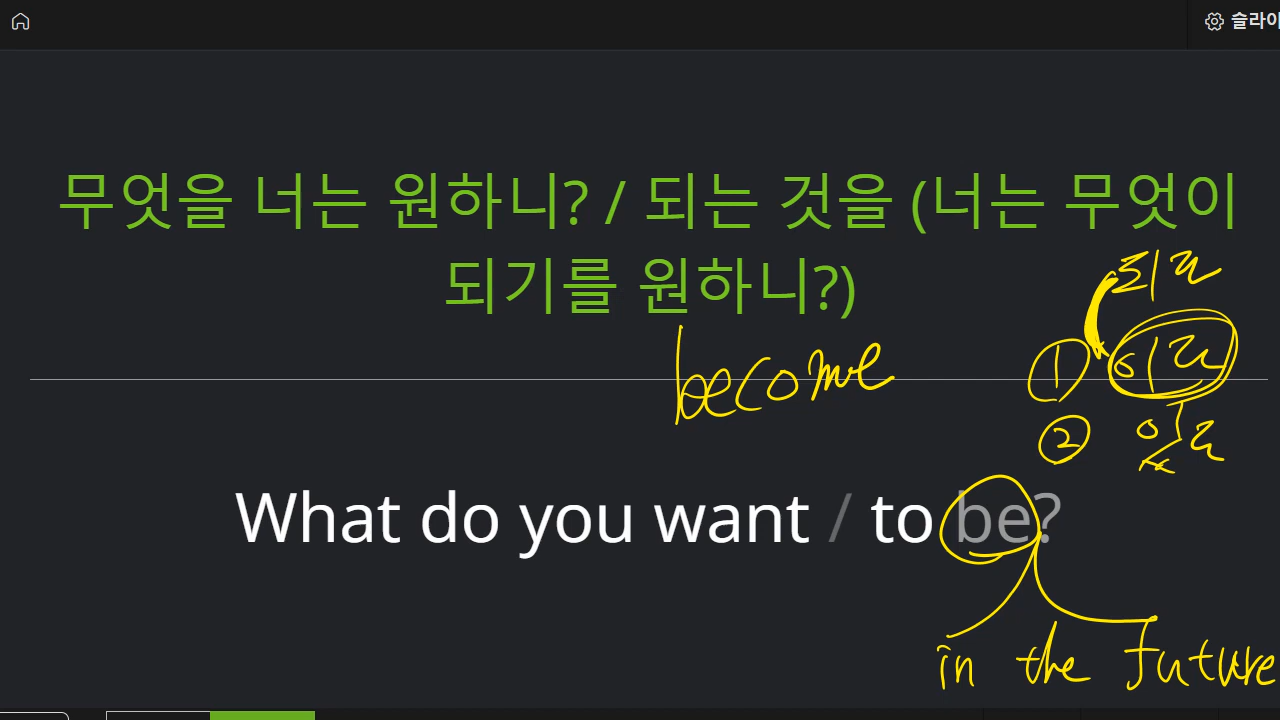 슬라이
무엇을 너는 원하니? / 되는 것을 (너는 무엇이
되기를 원하니?)
되다
become
① 이다
② 있다
What do you want / to be?
in the future